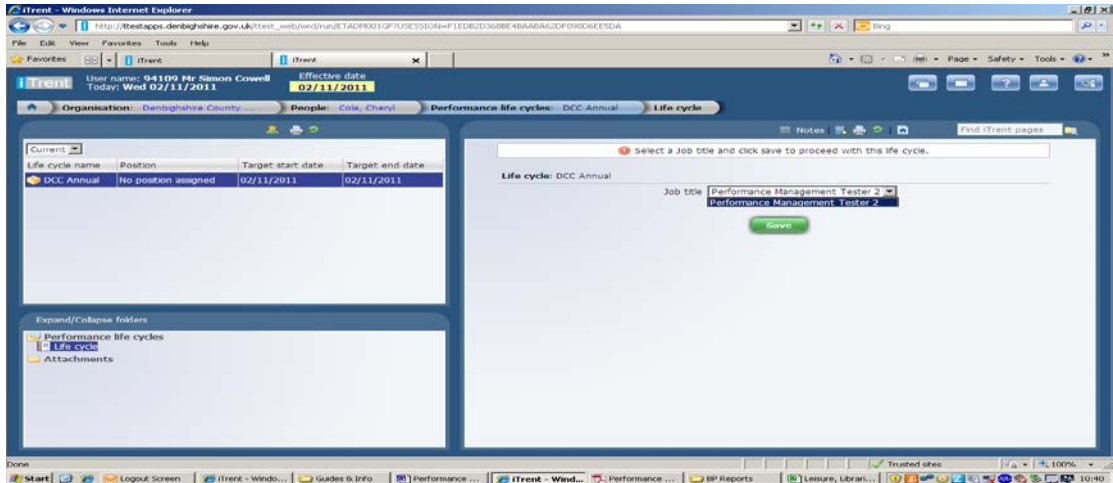 iTrent - Windows Internet Explorer
http://ttestapps.denbighshire.gov.uk/ttest_web/wrd/run/ETADM001GP?USESSION=F1EDB2D368BE4BAABA62DF098D6EE5DA
Bing
File Edit View Favorites Tools Help
Favorites iTrent iTrent Page Safety Tools
iTrent User name: 94109 Mr Simon Cowell Effective date
Today: Wed 02/11/2011 02/11/2011
Organisation: Denbighshire County ... People: Cole, Cheryl Performance life cycles: DCC Annual Life cycle
Notes Find iTrent pages
Current
Life cycle name Position Target start date Target end date
DCC Annual No position assigned 02/11/2011 02/11/2011
Select a Job title and click save to proceed with this life cycle.
Life cycle: DCC Annual
Job title Performance Management Tester 2
Performance Management Tester 2
Save
Expand/Collapse folders
Performance life cycles
Life cycle
Attachments
Done Trusted sites 100%
Start Logout Screen iTrent - Windo... Guides & Info Performance ... iTrent - Wind... Performance ... BP Reports Leisure, Librari... 10:40